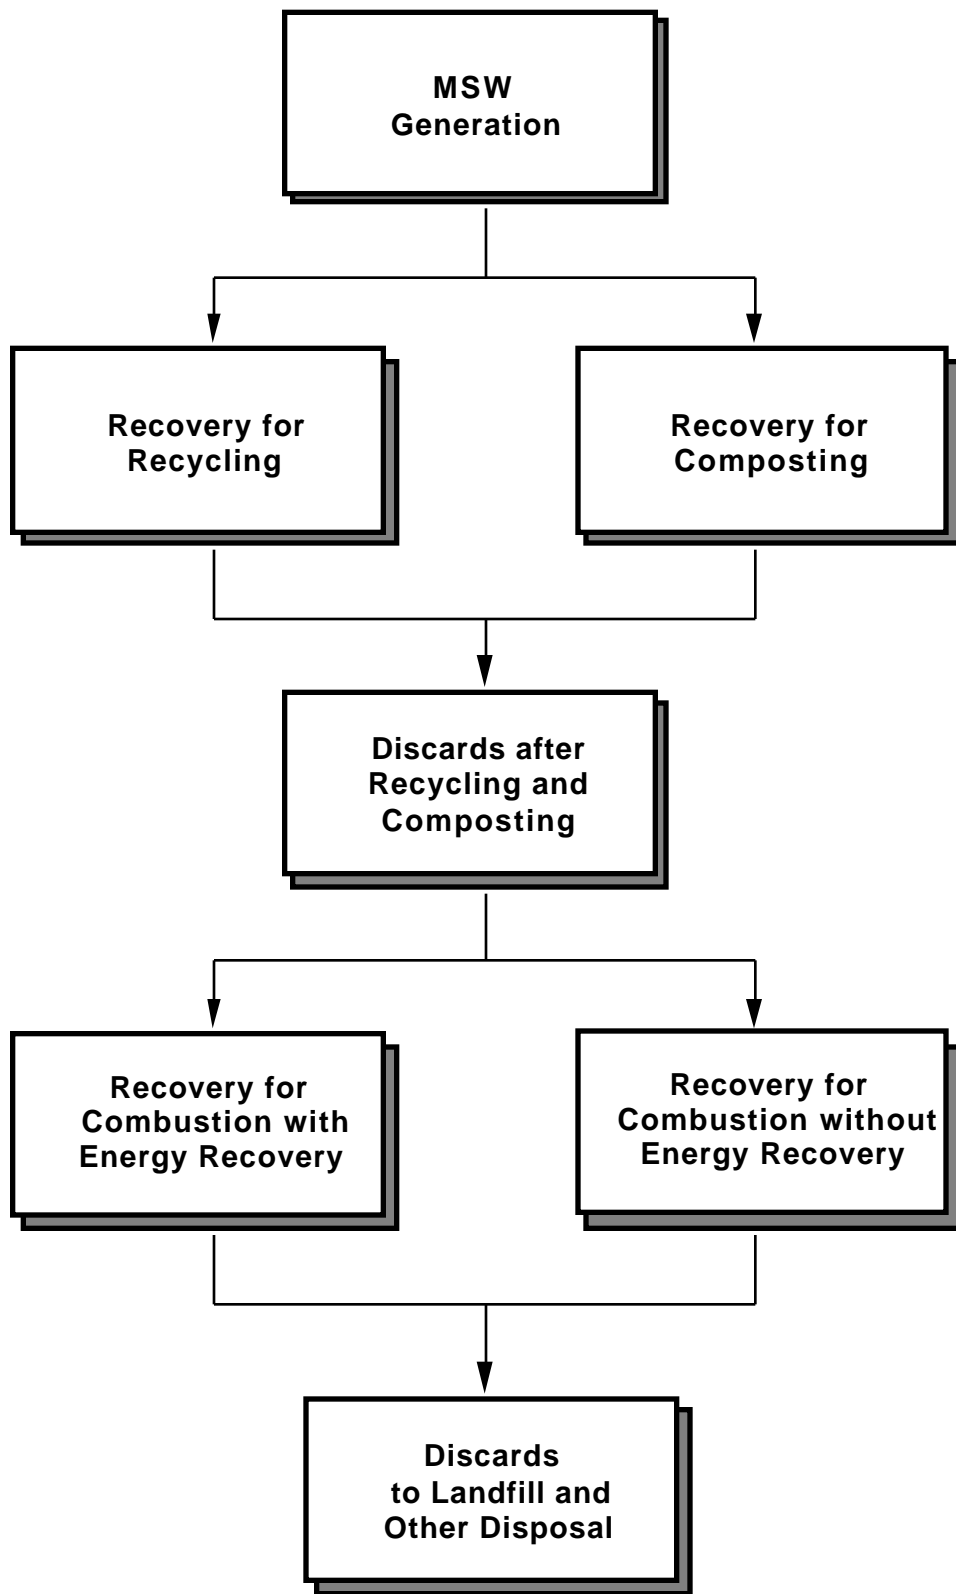 MSW
Generation
Recovery for
Recycling
Recovery for
Composting
Discards after
Recycling and
Composting
Recovery for
Combustion with
Energy Recovery
Recovery for
Combustion without
Energy Recovery
Discards
to Landfill and
Other Disposal